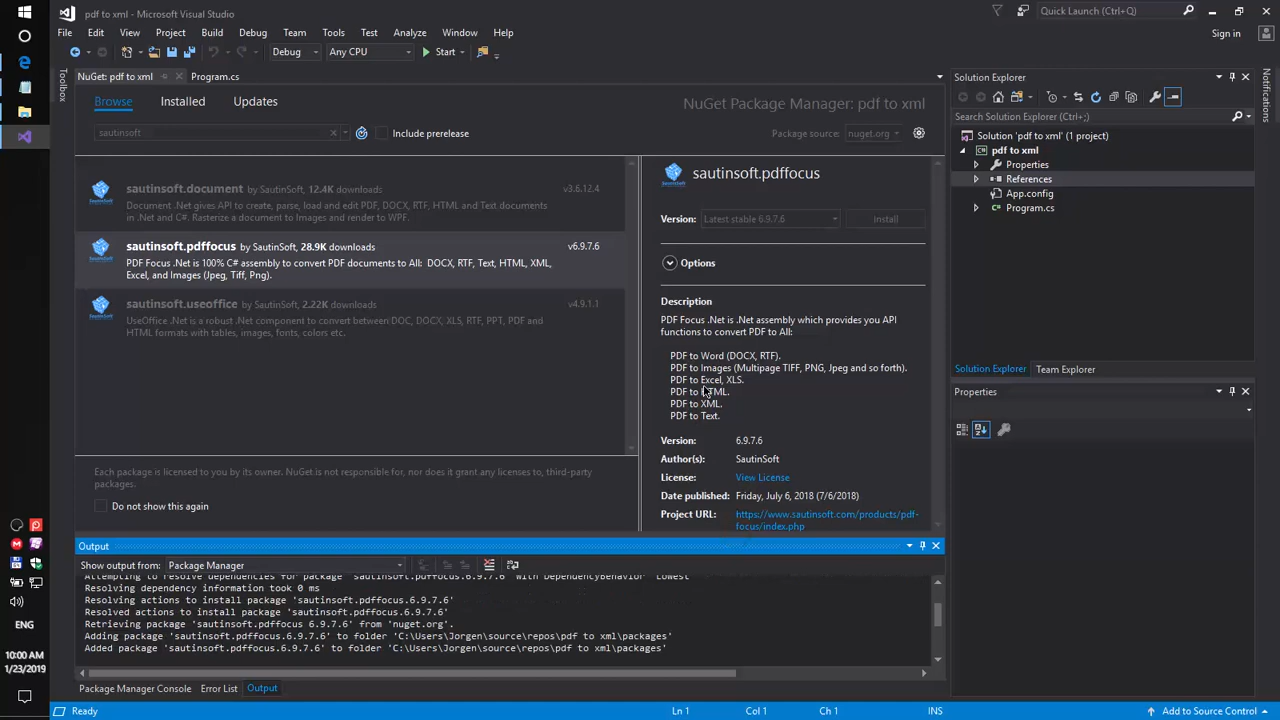 pdf to xml - Microsoft Visual Studio
Quick Launch (Ctrl+Q)
File Edit View Project Build Debug Team Tools Test Analyze Window Help
Sign in
Debug Any CPU Start
Toolbox
NuGet: pdf to xml Program.cs
Browse Installed Updates
NuGet Package Manager: pdf to xml
sautinsoft
Include prerelease
Package source: nuget.org
sautinsoft.document by SautinSoft, 12.4K downloads
v3.6.12.4
Document .Net gives API to create, parse, load and edit PDF, DOCX, RTF, HTML and Text documents
in .Net and C#. Rasterize a document to Images and render to WPF.
sautinsoft.pdffocus by SautinSoft, 28.9K downloads
v6.9.7.6
PDF Focus .Net is 100% C# assembly to convert PDF documents to All: DOCX, RTF, Text, HTML, XML,
Excel, and Images (Jpeg, Tiff, Png).
sautinsoft.useoffice by SautinSoft, 2.22K downloads
v4.9.1.1
UseOffice .Net is a robust .Net component to convert between DOC, DOCX, XLS, RTF, PPT, PDF and
HTML formats with tables, images, fonts, colors etc.
Each package is licensed to you by its owner. NuGet is not responsible for, nor does it grant any licenses to, third-party
packages.
Do not show this again
sautinsoft.pdffocus
Version: Latest stable 6.9.7.6 Install
Options
Description
PDF Focus .Net is .Net assembly which provides you API
functions to convert PDF to All:
PDF to Word (DOCX, RTF).
PDF to Images (Multipage TIFF, PNG, Jpeg and so forth).
PDF to Excel, XLS.
PDF to HTML.
PDF to XML.
PDF to Text.
Version: 6.9.7.6
Author(s): SautinSoft
License: View License
Date published: Friday, July 6, 2018 (7/6/2018)
Project URL: https://www.sautinsoft.com/products/pdf-
focus/index.php
Solution Explorer
Search Solution Explorer (Ctrl+;)
Solution 'pdf to xml' (1 project)
pdf to xml
Properties
References
App.config
Program.cs
Solution Explorer Team Explorer
Properties
Notifications
Output
Show output from: Package Manager
Attempting to resolve dependencies for package 'sautinsoft.pdffocus.6.9.7.6' with DependencyBehavior 'Lowest'
Resolving dependency information took 0 ms
Resolving actions to install package 'sautinsoft.pdffocus.6.9.7.6'
Resolved actions to install package 'sautinsoft.pdffocus.6.9.7.6'
Retrieving package 'sautinsoft.pdffocus 6.9.7.6' from 'nuget.org'.
Adding package 'sautinsoft.pdffocus.6.9.7.6' to folder 'C:\Users\Jorgen\source\repos\pdf to xml\packages'
Added package 'sautinsoft.pdffocus.6.9.7.6' to folder 'C:\Users\Jorgen\source\repos\pdf to xml\packages'
Package Manager Console Error List Output
Ready
Ln 1 Col 1 Ch 1 INS
Add to Source Control
ENG
10:00 AM
1/23/2019